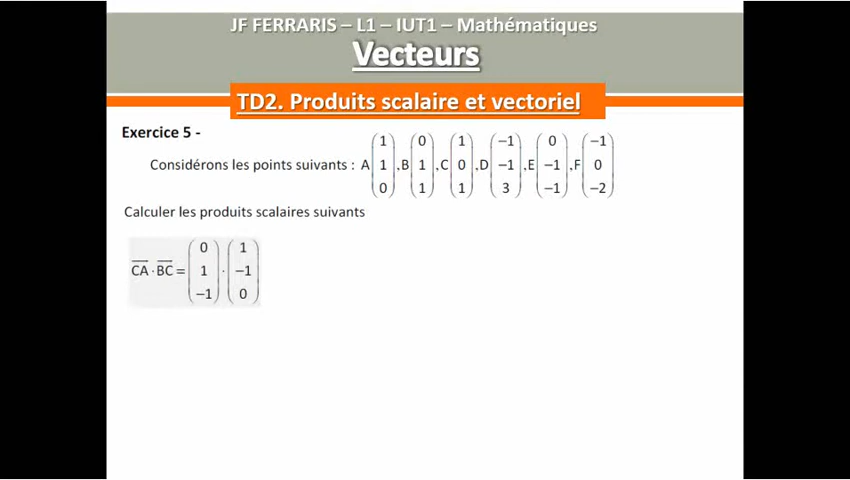 JF FERRARIS – L1 – IUT1 – Mathématiques
Vecteurs
TD2. Produits scalaire et vectoriel
Exercice 5 -
Considérons les points suivants : A(1 1 0), B(0 1 1), C(1 0 1), D(−1 −1 3), E(0 −1 −1), F(−1 0 −2)
Calculer les produits scalaires suivants
CA · BC = (0 1 −1) · (1 −1 0)